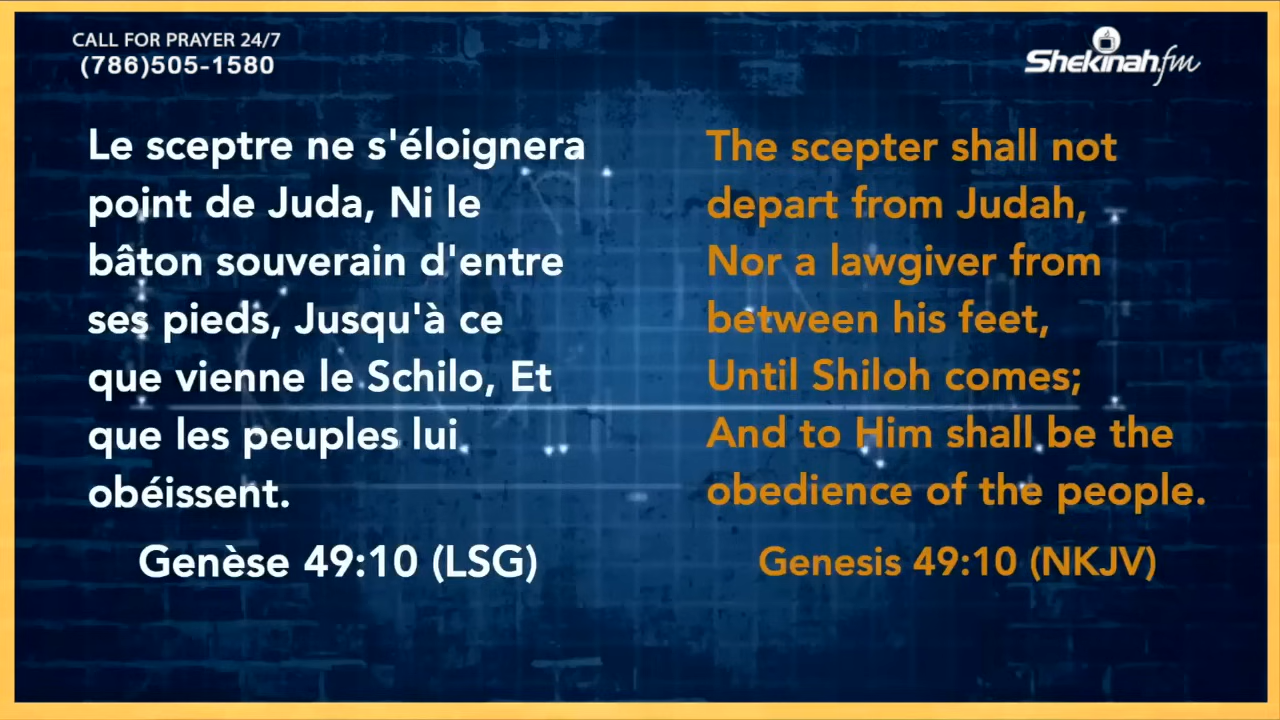 CALL FOR PRAYER 24/7
(786)505-1580
Shekinah.fm
Le sceptre ne s'éloignera
point de Juda, Ni le
bâton souverain d'entre
ses pieds, Jusqu'à ce
que vienne le Schilo, Et
que les peuples lui
obéissent.
Genèse 49:10 (LSG)
The scepter shall not
depart from Judah,
Nor a lawgiver from
between his feet,
Until Shiloh comes;
And to Him shall be the
obedience of the people.
Genesis 49:10 (NKJV)